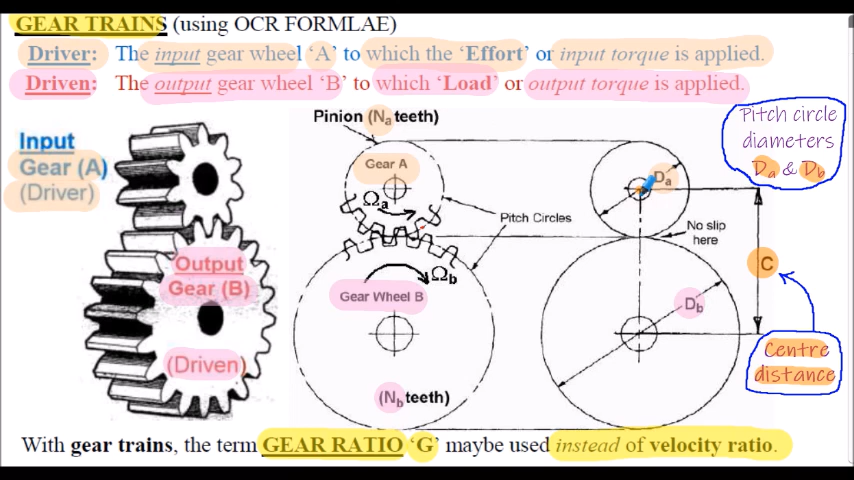 GEAR TRAINS (using OCR FORMLAE)
Driver: The input gear wheel ‘A’ to which the ‘Effort’ or input torque is applied.
Driven: The output gear wheel ‘B’ to which ‘Load’ or output torque is applied.
Input
Gear (A)
(Driver)
Output
Gear (B)
(Driven)
Pinion (Na teeth)
Gear A
Ωa
Pitch Circles
Ωb
Gear Wheel B
(Nb teeth)
Da
No slip
here
Db
C
Pitch circle
diameters
Da & Db
Centre
distance
With gear trains, the term GEAR RATIO ‘G’ maybe used instead of velocity ratio.